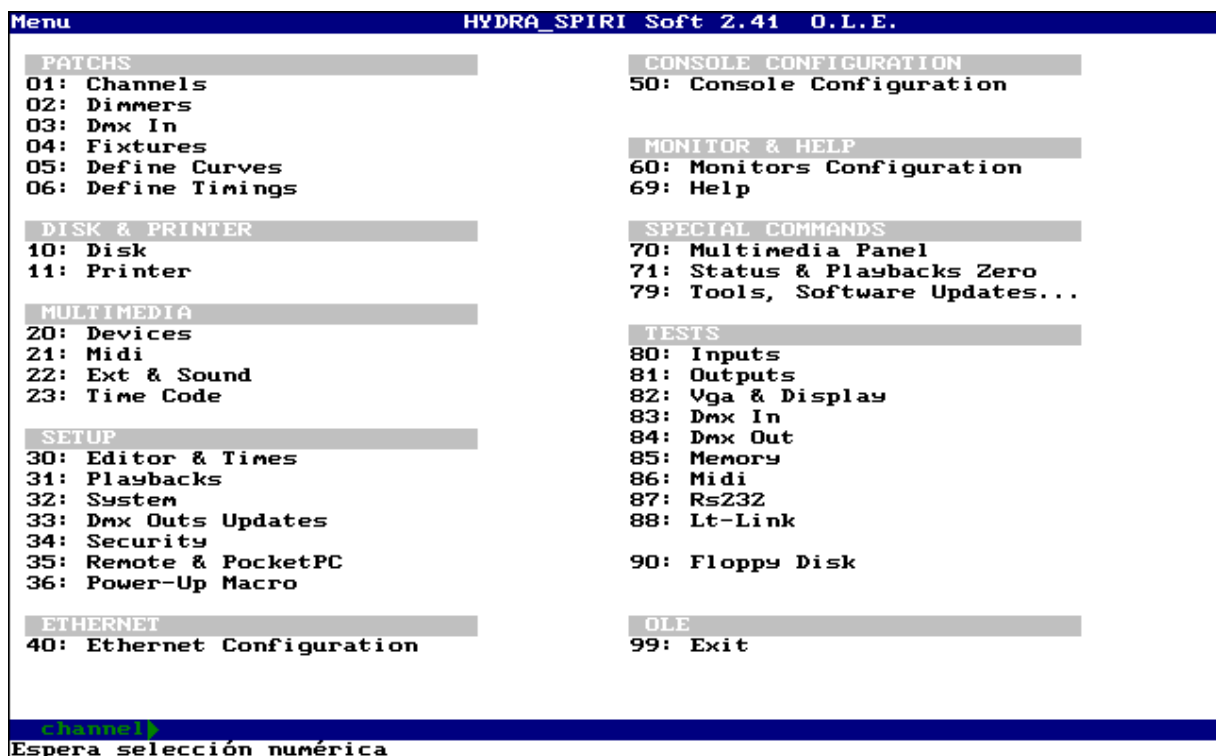 Menu HYDRA_SPIRI Soft 2.41 O.L.E.
PATCHS
01: Channels
02: Dimmers
03: Dmx In
04: Fixtures
05: Define Curves
06: Define Timings
DISK & PRINTER
10: Disk
11: Printer
MULTIMEDIA
20: Devices
21: Midi
22: Ext & Sound
23: Time Code
SETUP
30: Editor & Times
31: Playbacks
32: System
33: Dmx Outs Updates
34: Security
35: Remote & PocketPC
36: Power-Up Macro
ETHERNET
40: Ethernet Configuration
CONSOLE CONFIGURATION
50: Console Configuration
MONITOR & HELP
60: Monitors Configuration
69: Help
SPECIAL COMMANDS
70: Multimedia Panel
71: Status & Playbacks Zero
79: Tools, Software Updates...
TESTS
80: Inputs
81: Outputs
82: Vga & Display
83: Dmx In
84: Dmx Out
85: Memory
86: Midi
87: Rs232
88: Lt-Link
90: Floppy Disk
OLE
99: Exit
channel
Espera selección numérica